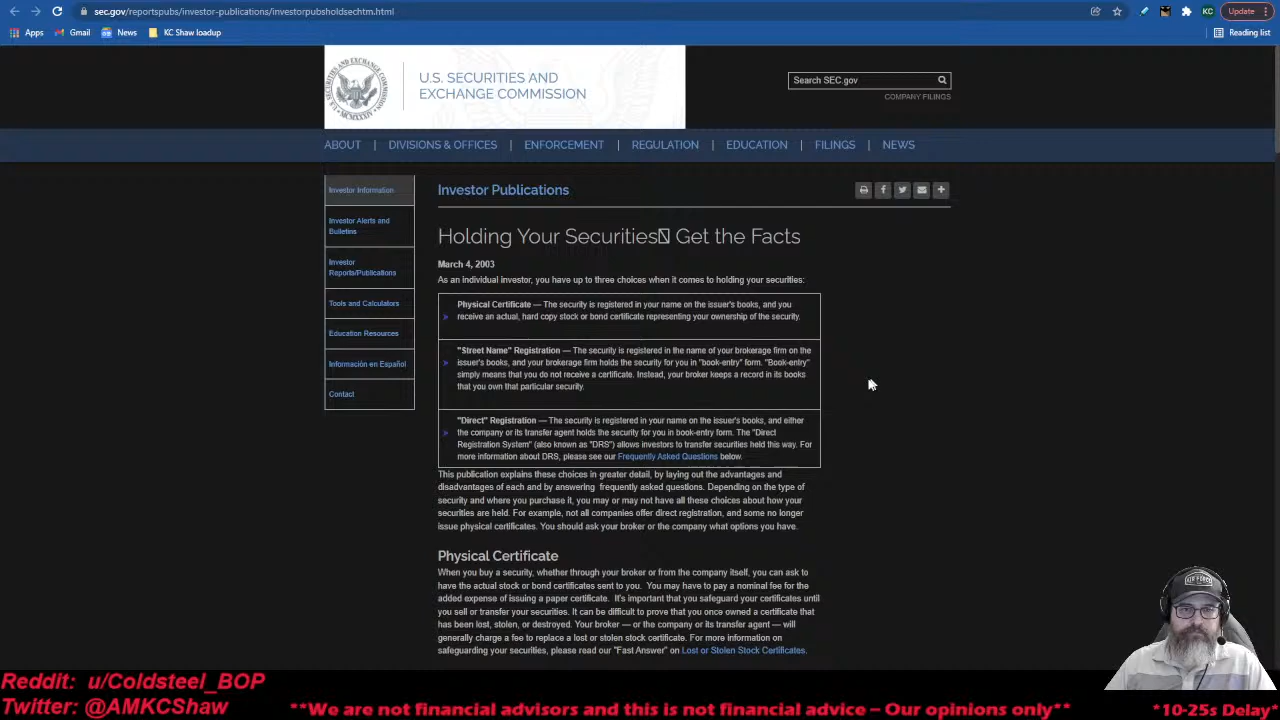 sec.gov/reportspubs/investor-publications/investorpubsholdsechtm.html
KC
Update
Apps
Gmail
News
KC Shaw loadup
Reading list
U.S. SECURITIES AND
EXCHANGE COMMISSION
MCMXXXIV
Search SEC.gov
COMPANY FILINGS
ABOUT | DIVISIONS & OFFICES | ENFORCEMENT | REGULATION | EDUCATION | FILINGS | NEWS
Investor Information
Investor Alerts and
Bulletins
Investor
Reports/Publications
Tools and Calculators
Education Resources
Información en Español
Contact
Investor Publications
Holding Your Securities▯ Get the Facts
March 4, 2003
As an individual investor, you have up to three choices when it comes to holding your securities:
Physical Certificate — The security is registered in your name on the issuer's books, and you
receive an actual, hard copy stock or bond certificate representing your ownership of the security.
"Street Name" Registration — The security is registered in the name of your brokerage firm on the
issuer's books, and your brokerage firm holds the security for you in "book-entry" form. "Book-entry"
simply means that you do not receive a certificate. Instead, your broker keeps a record in its books
that you own that particular security.
"Direct" Registration — The security is registered in your name on the issuer's books, and either
the company or its transfer agent holds the security for you in book-entry form. The "Direct
Registration System" (also known as "DRS") allows investors to transfer securities held this way. For
more information about DRS, please see our Frequently Asked Questions below.
This publication explains these choices in greater detail, by laying out the advantages and
disadvantages of each and by answering frequently asked questions. Depending on the type of
security and where you purchase it, you may or may not have all these choices about how your
securities are held. For example, not all companies offer direct registration, and some no longer
issue physical certificates. You should ask your broker or the company what options you have.
Physical Certificate
When you buy a security, whether through your broker or from the company itself, you can ask to
have the actual stock or bond certificates sent to you. You may have to pay a nominal fee for the
added expense of issuing a paper certificate. It's important that you safeguard your certificates until
you sell or transfer your securities. It can be difficult to prove that you once owned a certificate that
has been lost, stolen, or destroyed. Your broker — or the company or its transfer agent — will
generally charge a fee to replace a lost or stolen stock certificate. For more information on
safeguarding your securities, please read our "Fast Answer" on Lost or Stolen Stock Certificates.
AIR FORCE
Reddit: u/Coldsteel_BOP
Twitter: @AMKCShaw
**We are not financial advisors and this is not financial advice – Our opinions only**
*10-25s Delay*